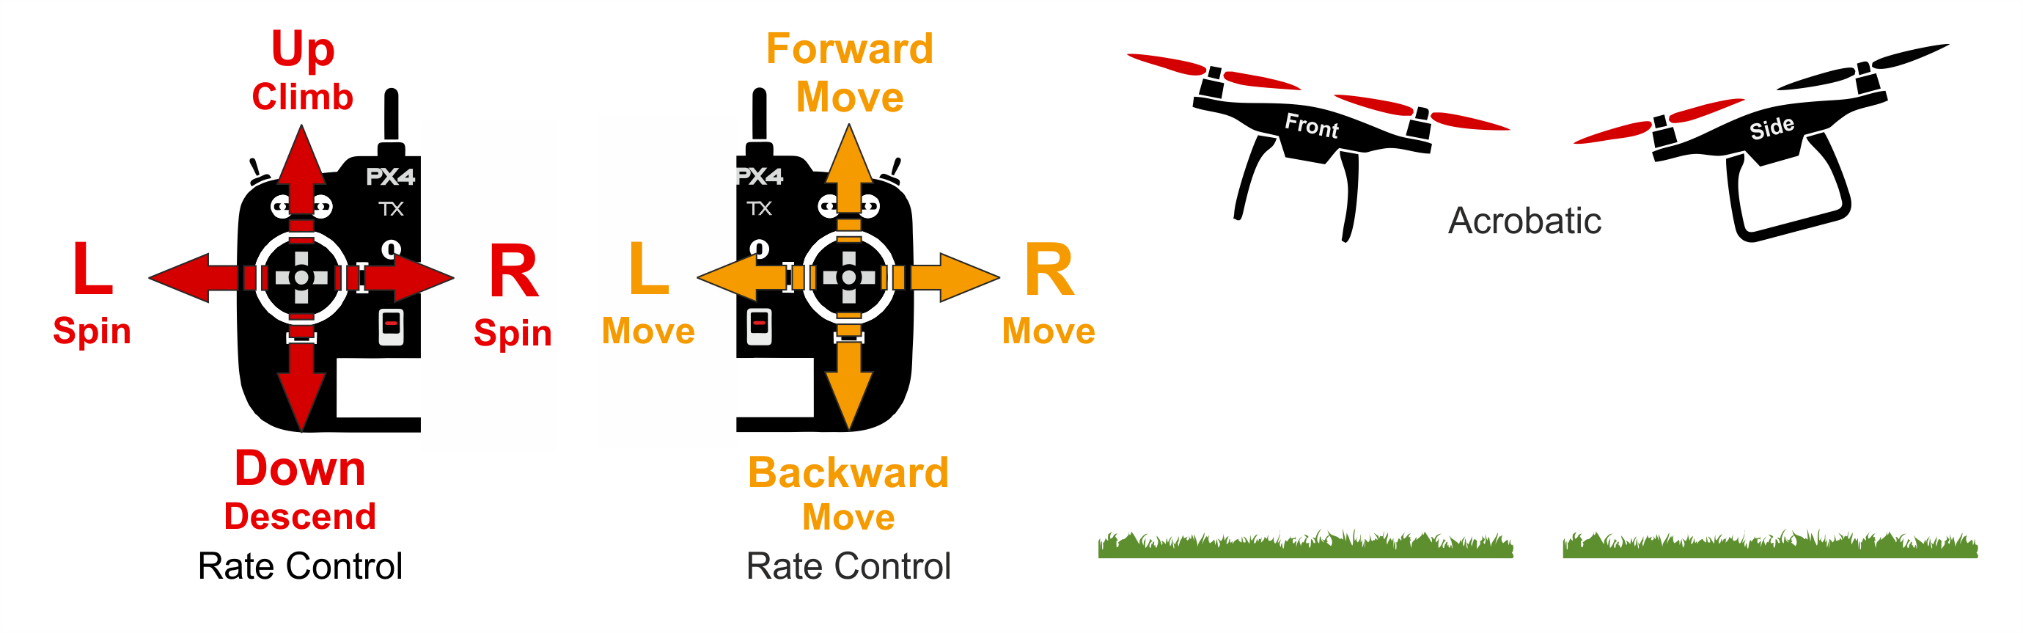 Up
Climb
PX4
TX
L
Spin
R
Spin
Down
Descend
Rate Control
Forward
Move
PX4
TX
L
Move
R
Move
Backward
Move
Rate Control
Front
Side
Acrobatic